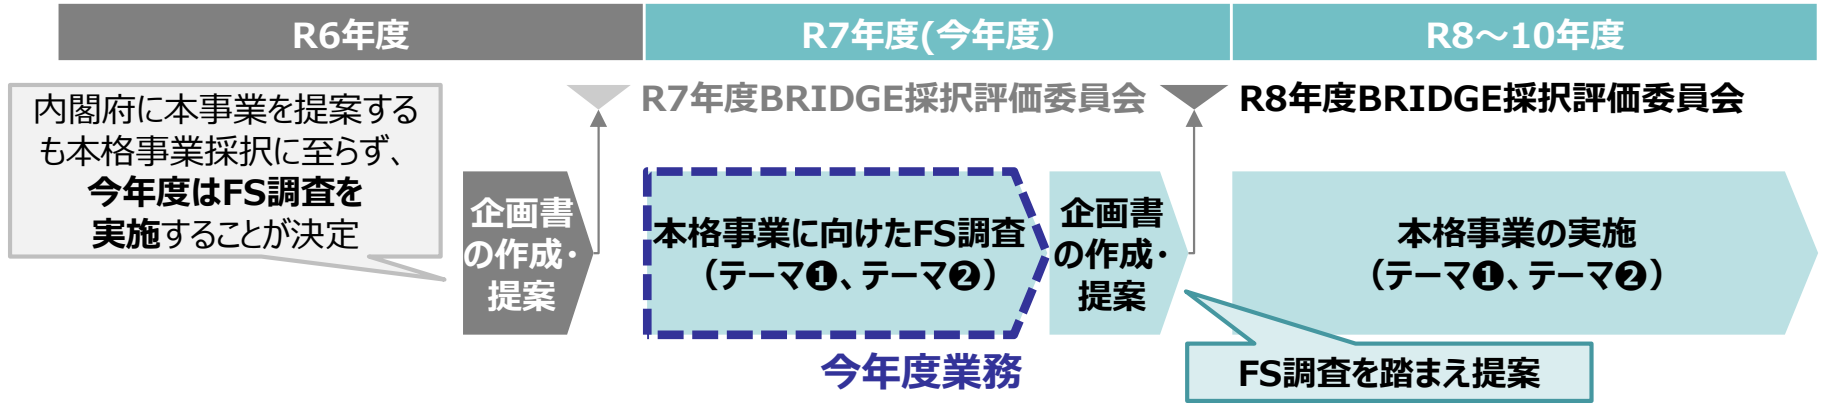 R6年度
R7年度(今年度）
R8～10年度
R7年度BRIDGE採択評価委員会
R8年度BRIDGE採択評価委員会
内閣府に本事業を提案する
も本格事業採択に至らず、
今年度はFS調査を
実施することが決定
企画書
の作成・
提案
本格事業に向けたFS調査
（テーマ❶、テーマ❷）
企画書
の作成・
提案
本格事業の実施
（テーマ❶、テーマ❷）
今年度業務
FS調査を踏まえ提案